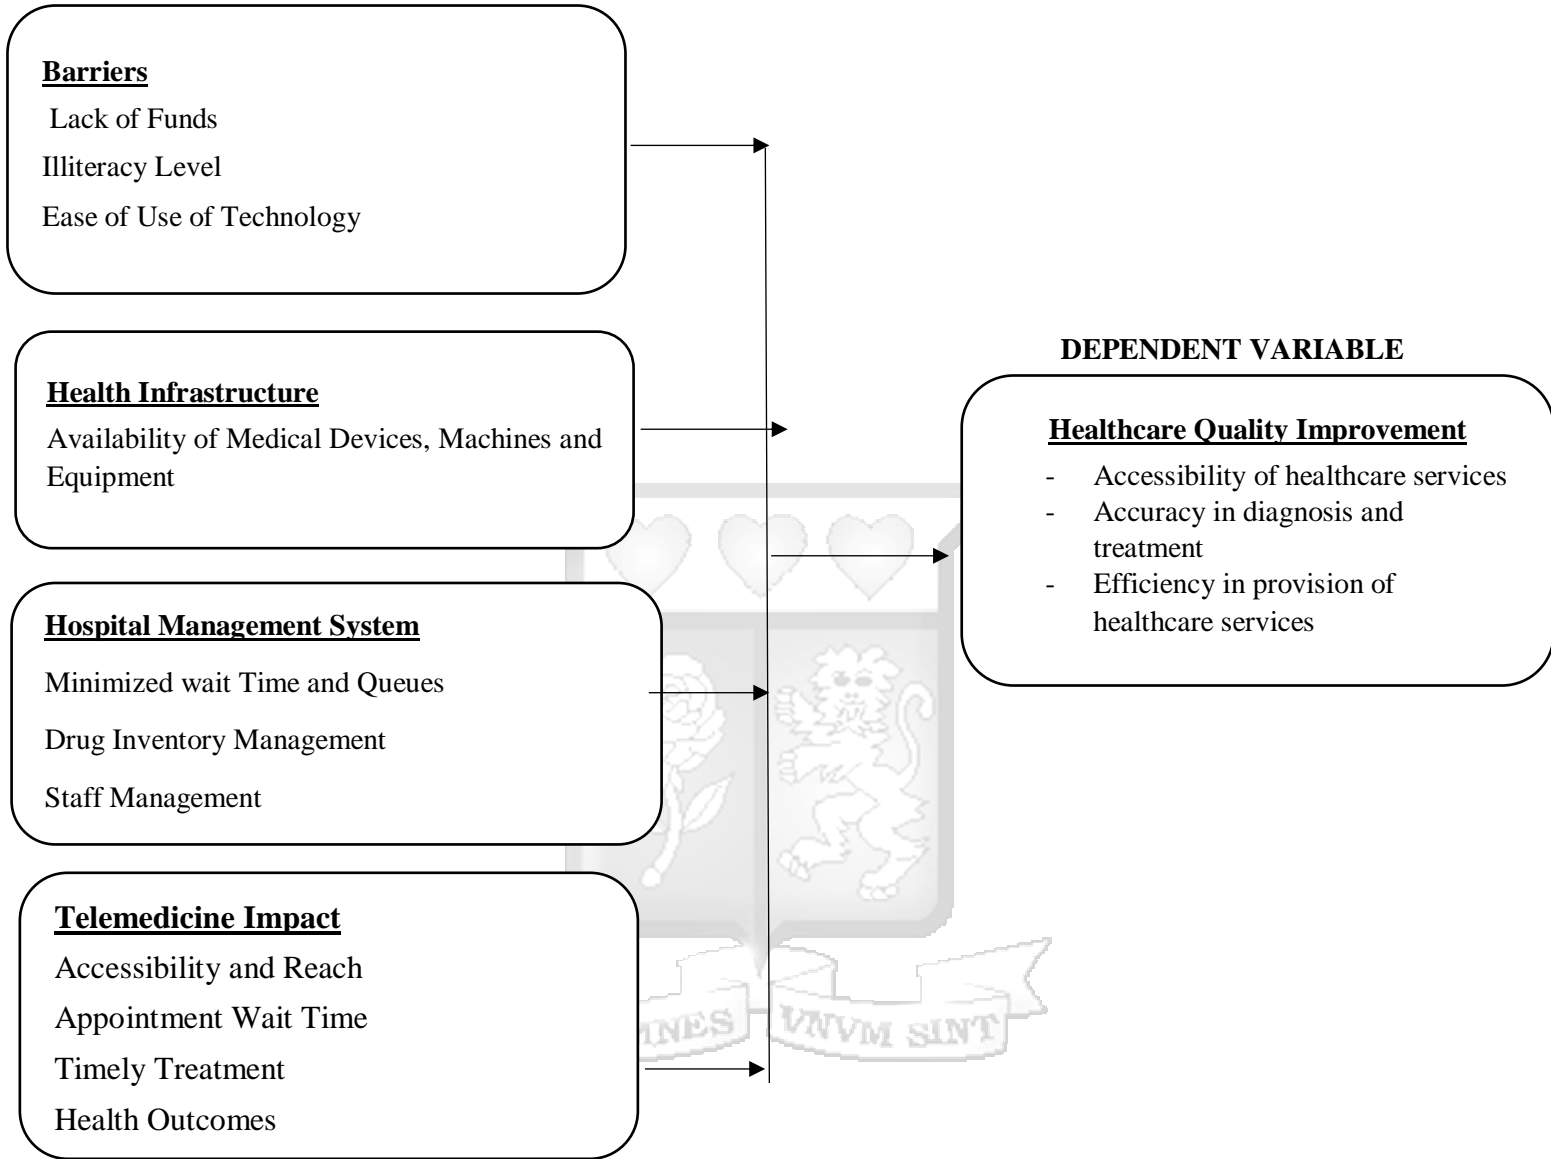 Barriers
Lack of Funds
Illiteracy Level
Ease of Use of Technology
Health Infrastructure
Availability of Medical Devices, Machines and
Equipment
Hospital Management System
Minimized wait Time and Queues
Drug Inventory Management
Staff Management
Telemedicine Impact
Accessibility and Reach
Appointment Wait Time
Timely Treatment
Health Outcomes
DEPENDENT VARIABLE
Healthcare Quality Improvement
- Accessibility of healthcare services
- Accuracy in diagnosis and
treatment
- Efficiency in provision of
healthcare services
VNVM SINT